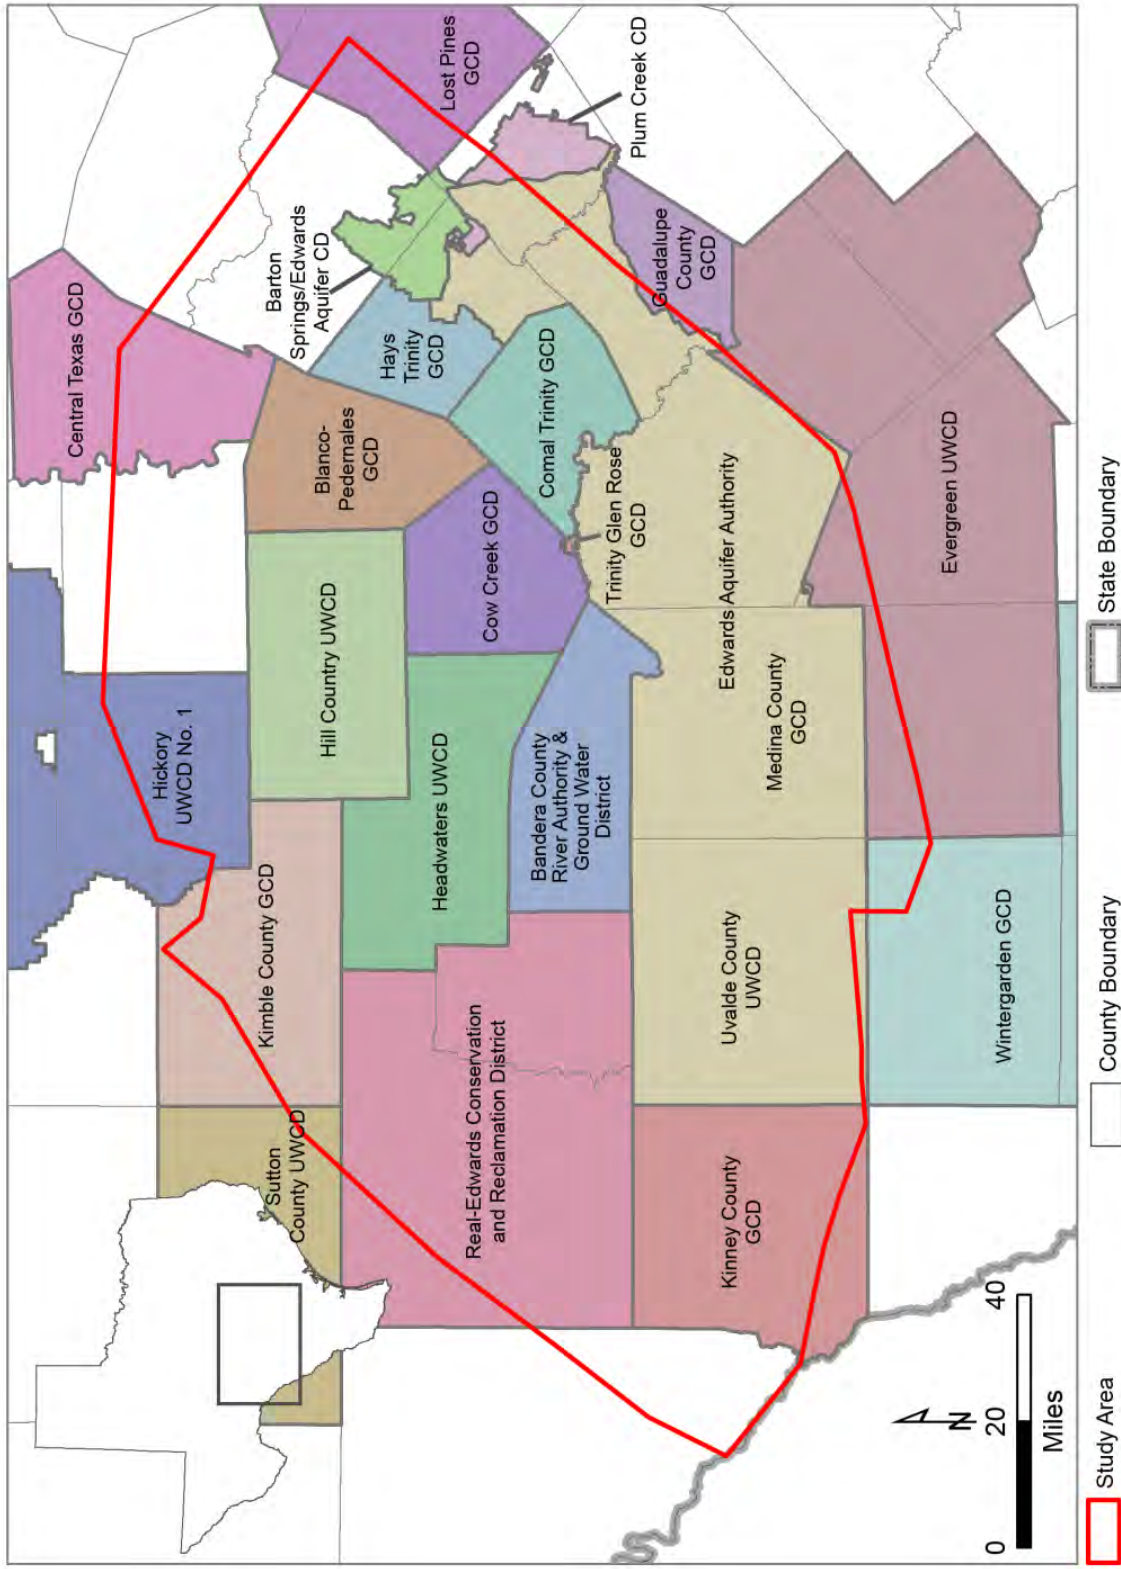 Hickory
UWCD No. 1
Central Texas GCD
Lost Pines
GCD
Kimble County GCD
Sutton
County UWCD
Hill Country UWCD
Blanco-
Pedernales
GCD
Barton
Springs/Edwards
Aquifer CD
Hays
Trinity
GCD
Plum Creek CD
Headwaters UWCD
Cow Creek GCD
Comal Trinity GCD
Real-Edwards Conservation
and Reclamation District
Bandera County
River Authority &
Ground Water
District
Trinity Glen Rose
GCD
Guadalupe
County
GCD
Kinney County
GCD
Uvalde County
UWCD
Medina County
GCD
Edwards Aquifer Authority
Evergreen UWCD
Wintergarden GCD
N
0 20 40
Miles
Study Area
County Boundary
State Boundary